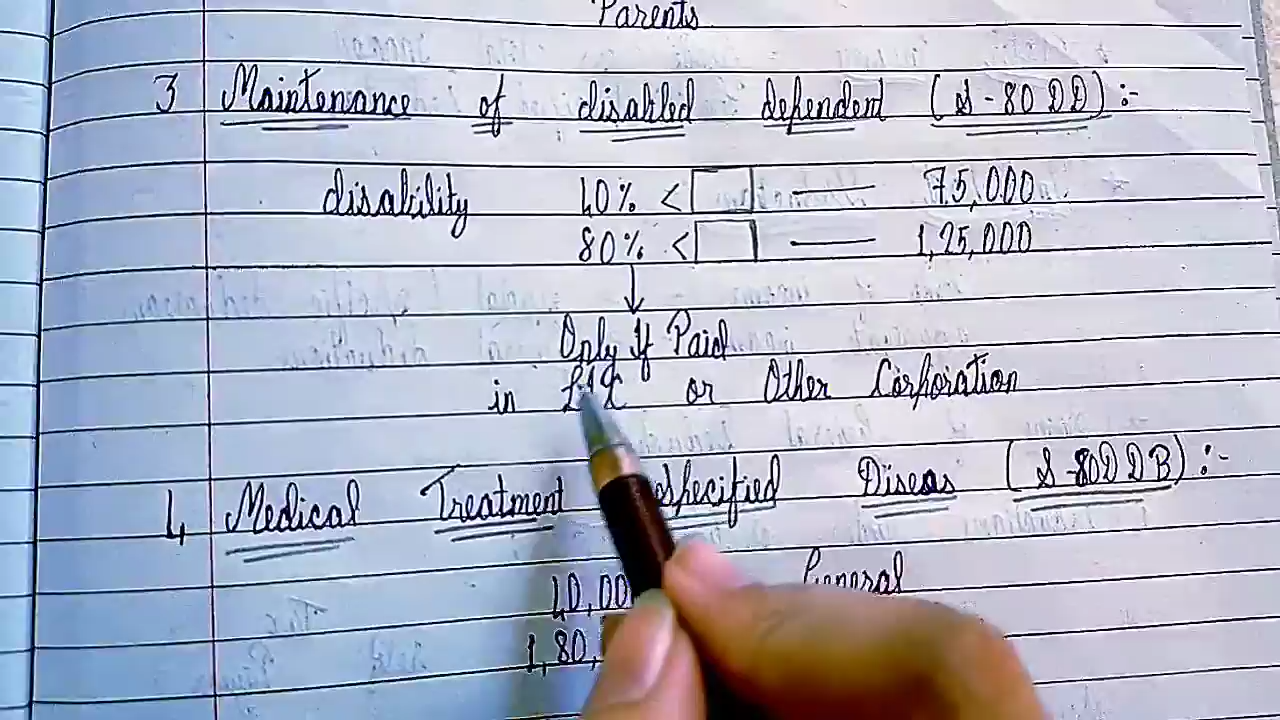 Parents
3 Maintenance of disabled dependent (S-80DD) :-
disability 40% < — 75,000
80% < — 1,25,000
Only if Paid
in LIC or Other Corporation
4 Medical Treatment specified Diseas (S-80DDB) :-
40,00 General
1,80,